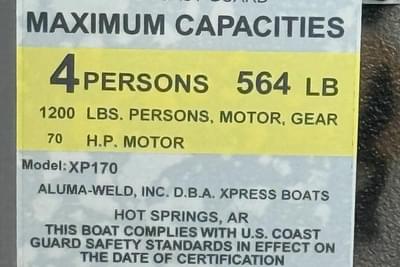 MAXIMUM CAPACITIES
4 PERSONS 564 LB
1200 LBS. PERSONS, MOTOR, GEAR
70 H.P. MOTOR
Model: XP170
ALUMA-WELD, INC. D.B.A. XPRESS BOATS
HOT SPRINGS, AR
THIS BOAT COMPLIES WITH U.S. COAST
GUARD SAFETY STANDARDS IN EFFECT ON
THE DATE OF CERTIFICATION